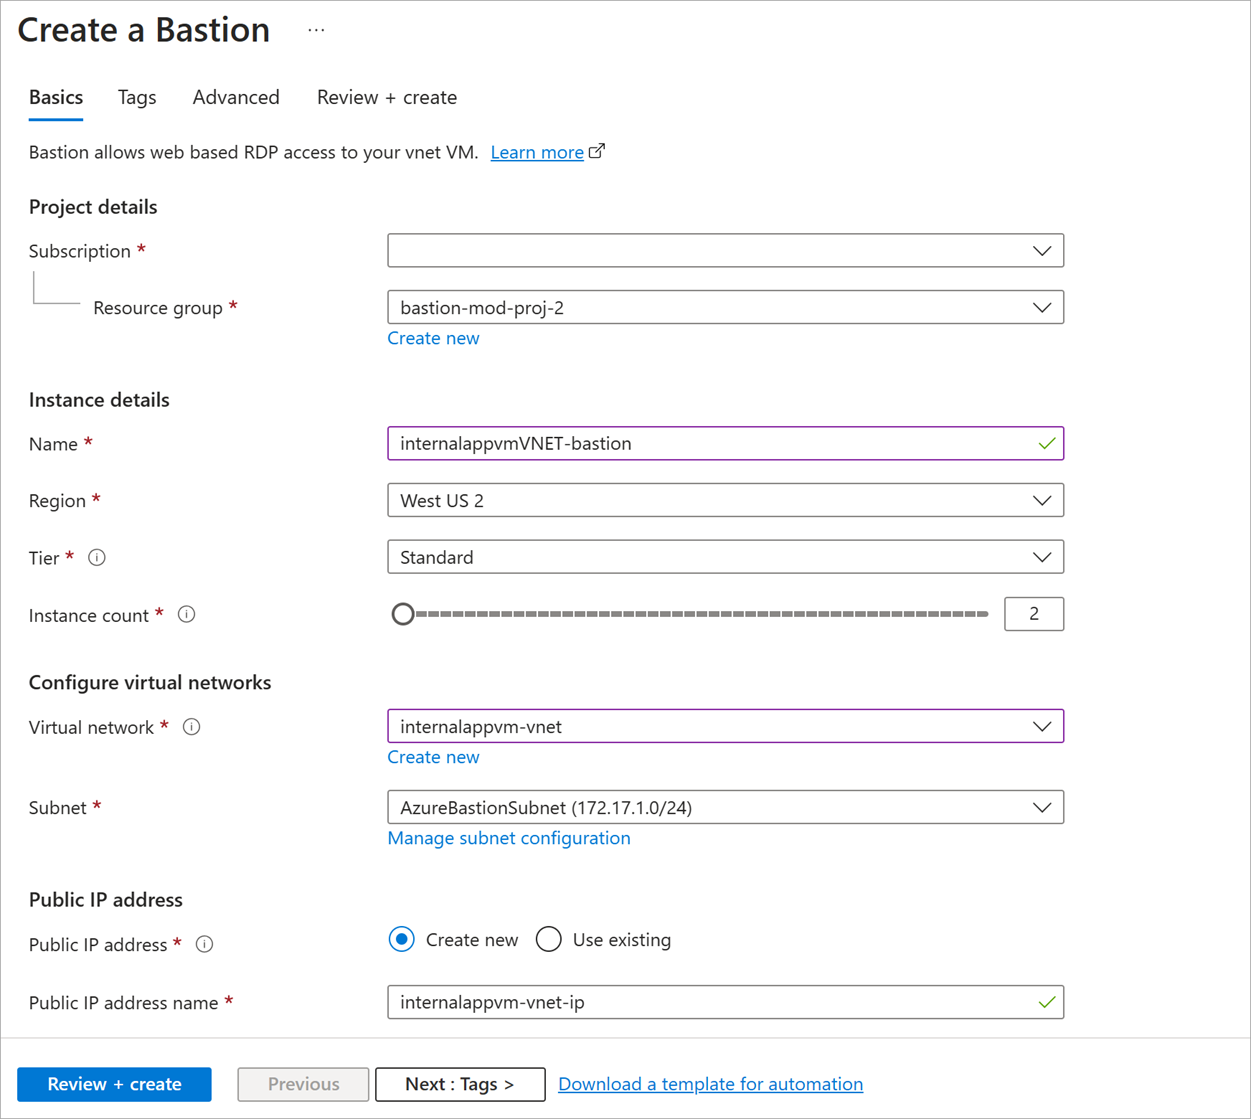 Create a Bastion ...
Basics Tags Advanced Review + create
Bastion allows web based RDP access to your vnet VM. Learn more
Project details
Subscription *
Resource group * bastion-mod-proj-2
Create new
Instance details
Name * internalappvmVNET-bastion
Region * West US 2
Tier * Standard
Instance count * 2
Configure virtual networks
Virtual network * internalappvm-vnet
Create new
Subnet * AzureBastionSubnet (172.17.1.0/24)
Manage subnet configuration
Public IP address
Public IP address * Create new Use existing
Public IP address name * internalappvm-vnet-ip
Review + create Previous Next : Tags > Download a template for automation